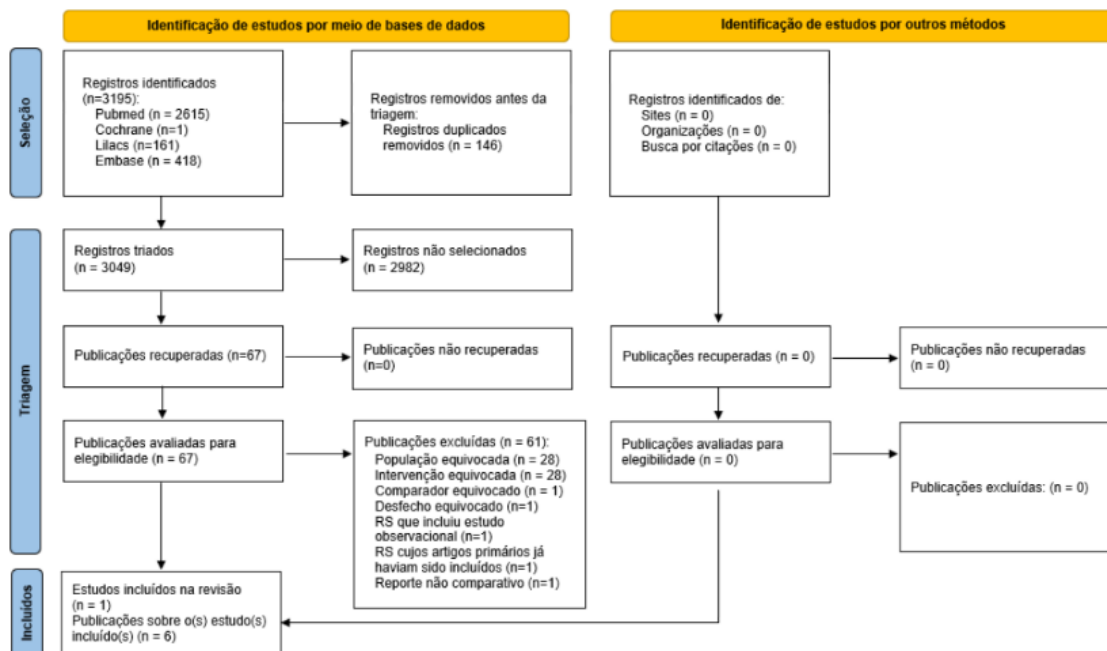 Identificação de estudos por meio de bases de dados
Identificação de estudos por outros métodos
Seleção
Registros identificados
(n=3195):
Pubmed (n = 2615)
Cochrane (n=1)
Lilacs (n=161)
Embase (n = 418)
Registros removidos antes da
triagem:
Registros duplicados
removidos (n = 146)
Registros identificados de:
Sites (n = 0)
Organizações (n = 0)
Busca por citações (n = 0)
Triagem
Registros triados
(n = 3049)
Registros não selecionados
(n = 2982)
Publicações recuperadas (n=67)
Publicações não recuperadas
(n=0)
Publicações recuperadas (n = 0)
Publicações não recuperadas
(n = 0)
Publicações avaliadas para
elegibilidade (n = 67)
Publicações excluídas (n = 61):
População equivocada (n = 28)
Intervenção equivocada (n = 28)
Comparador equivocado (n = 1)
Desfecho equivocado (n=1)
RS que incluiu estudo
observacional (n=1)
RS cujos artigos primários já
haviam sido incluídos (n=1)
Reporte não comparativo (n=1)
Publicações avaliadas para
elegibilidade (n = 0)
Publicações excluídas: (n = 0)
Incluídos
Estudos incluídos na revisão
(n = 1)
Publicações sobre o(s) estudo(s)
incluído(s) (n = 6)